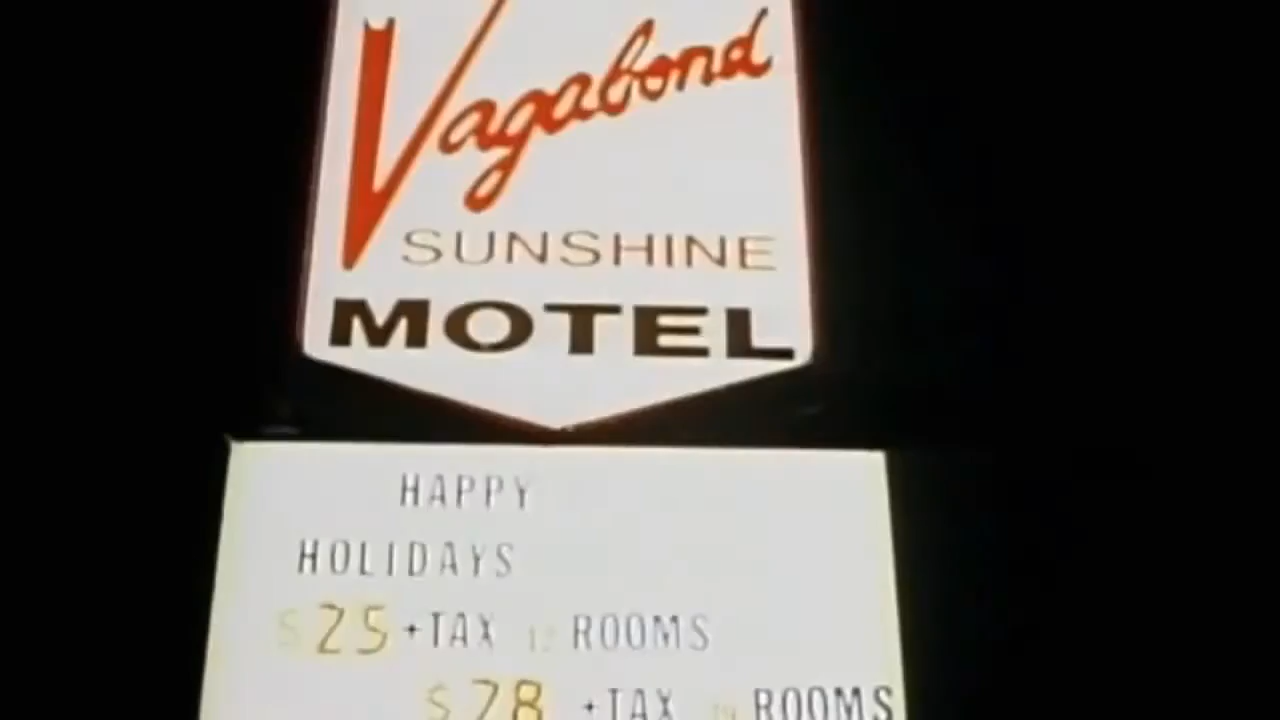 Vagabond
SUNSHINE
MOTEL
HAPPY
HOLIDAYS
$25 +TAX ROOMS
$28 +TAX ROOMS